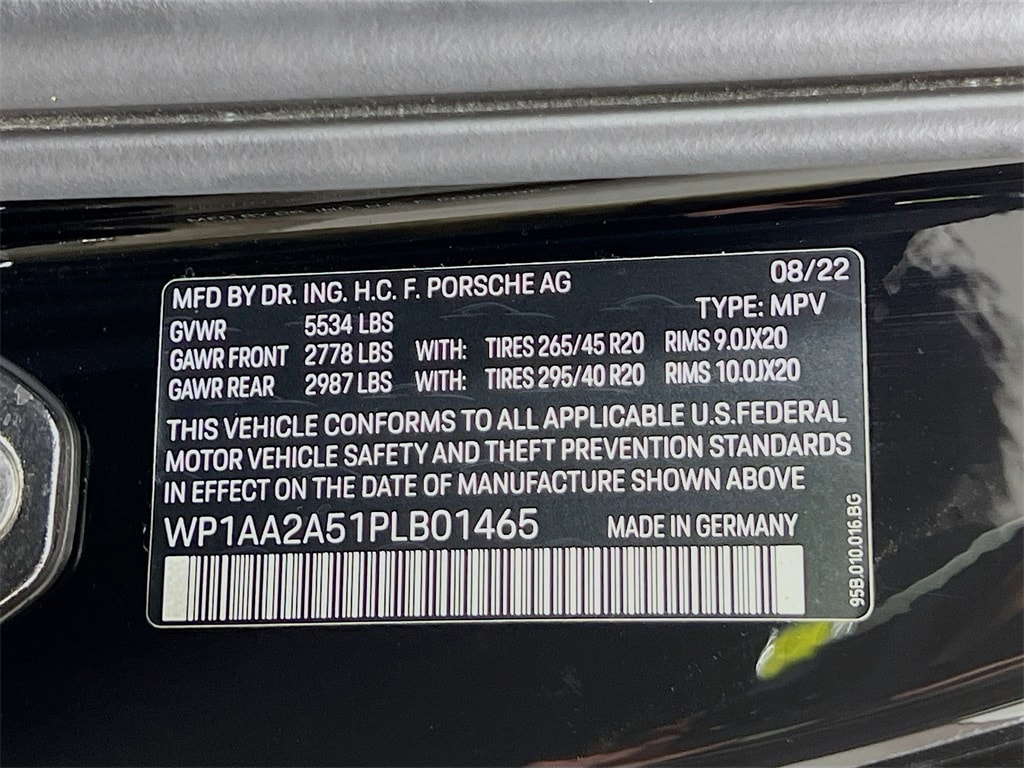 MFD BY DR. ING. H.C. F. PORSCHE AG 08/22
TYPE: MPV
GVWR 5534 LBS
GAWR FRONT 2778 LBS WITH: TIRES 265/45 R20 RIMS 9.0JX20
GAWR REAR 2987 LBS WITH: TIRES 295/40 R20 RIMS 10.0JX20
THIS VEHICLE CONFORMS TO ALL APPLICABLE U.S.FEDERAL
MOTOR VEHICLE SAFETY AND THEFT PREVENTION STANDARDS
IN EFFECT ON THE DATE OF MANUFACTURE SHOWN ABOVE
WP1AA2A51PLB01465 MADE IN GERMANY
95B.010.016.BG